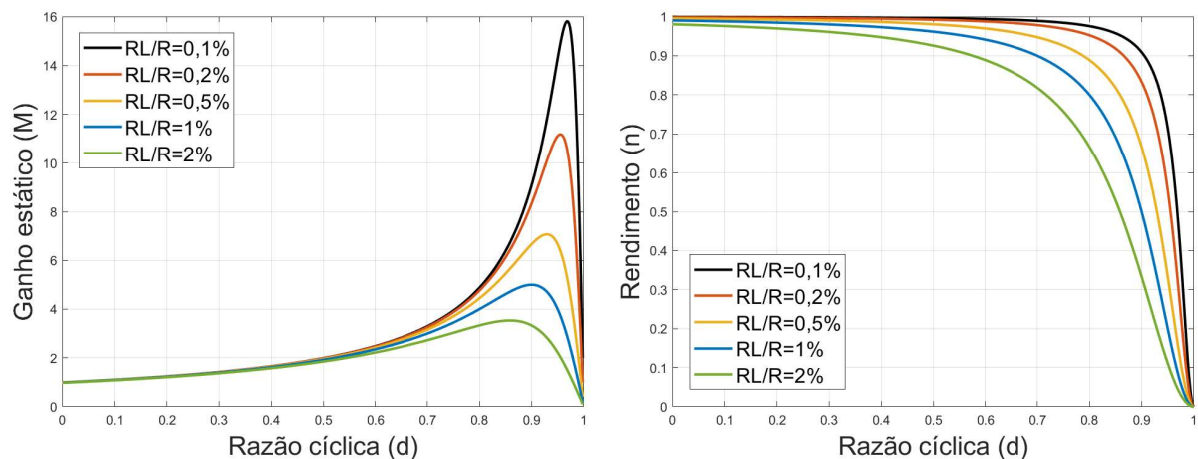 16
14
12
10
8
6
4
2
0
Ganho estático (M)
RL/R=0,1%
RL/R=0,2%
RL/R=0,5%
RL/R=1%
RL/R=2%
0 0.1 0.2 0.3 0.4 0.5 0.6 0.7 0.8 0.9 1
Razão cíclica (d)
1
0.9
0.8
0.7
0.6
0.5
0.4
0.3
0.2
0.1
0
Rendimento (n)
RL/R=0,1%
RL/R=0,2%
RL/R=0,5%
RL/R=1%
RL/R=2%
0 0.1 0.2 0.3 0.4 0.5 0.6 0.7 0.8 0.9 1
Razão cíclica (d)